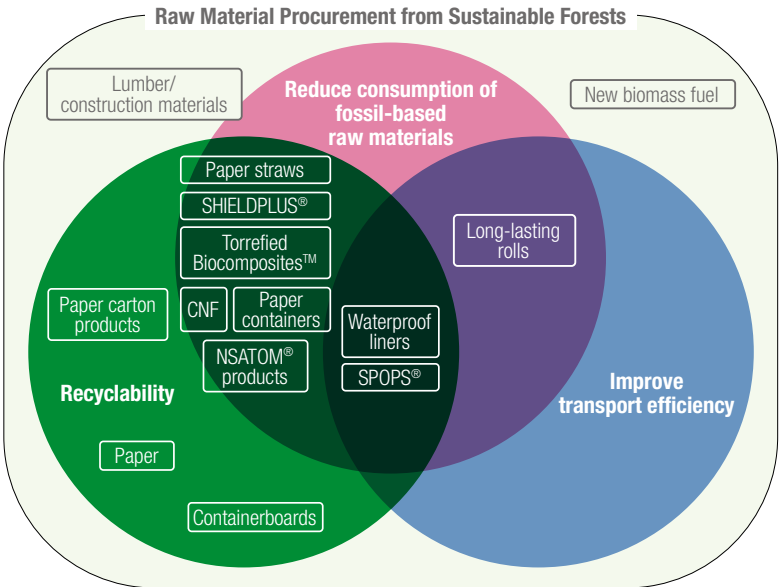 Raw Material Procurement from Sustainable Forests
Lumber/
construction materials
Reduce consumption of
fossil-based
raw materials
New biomass fuel
Paper straws
SHIELDPLUS®
Torrefied
Biocomposites™
CNF
Paper
containers
NSATOM®
products
Paper carton
products
Recyclability
Paper
Containerboards
Waterproof
liners
SPOPS®
Long-lasting
rolls
Improve
transport efficiency